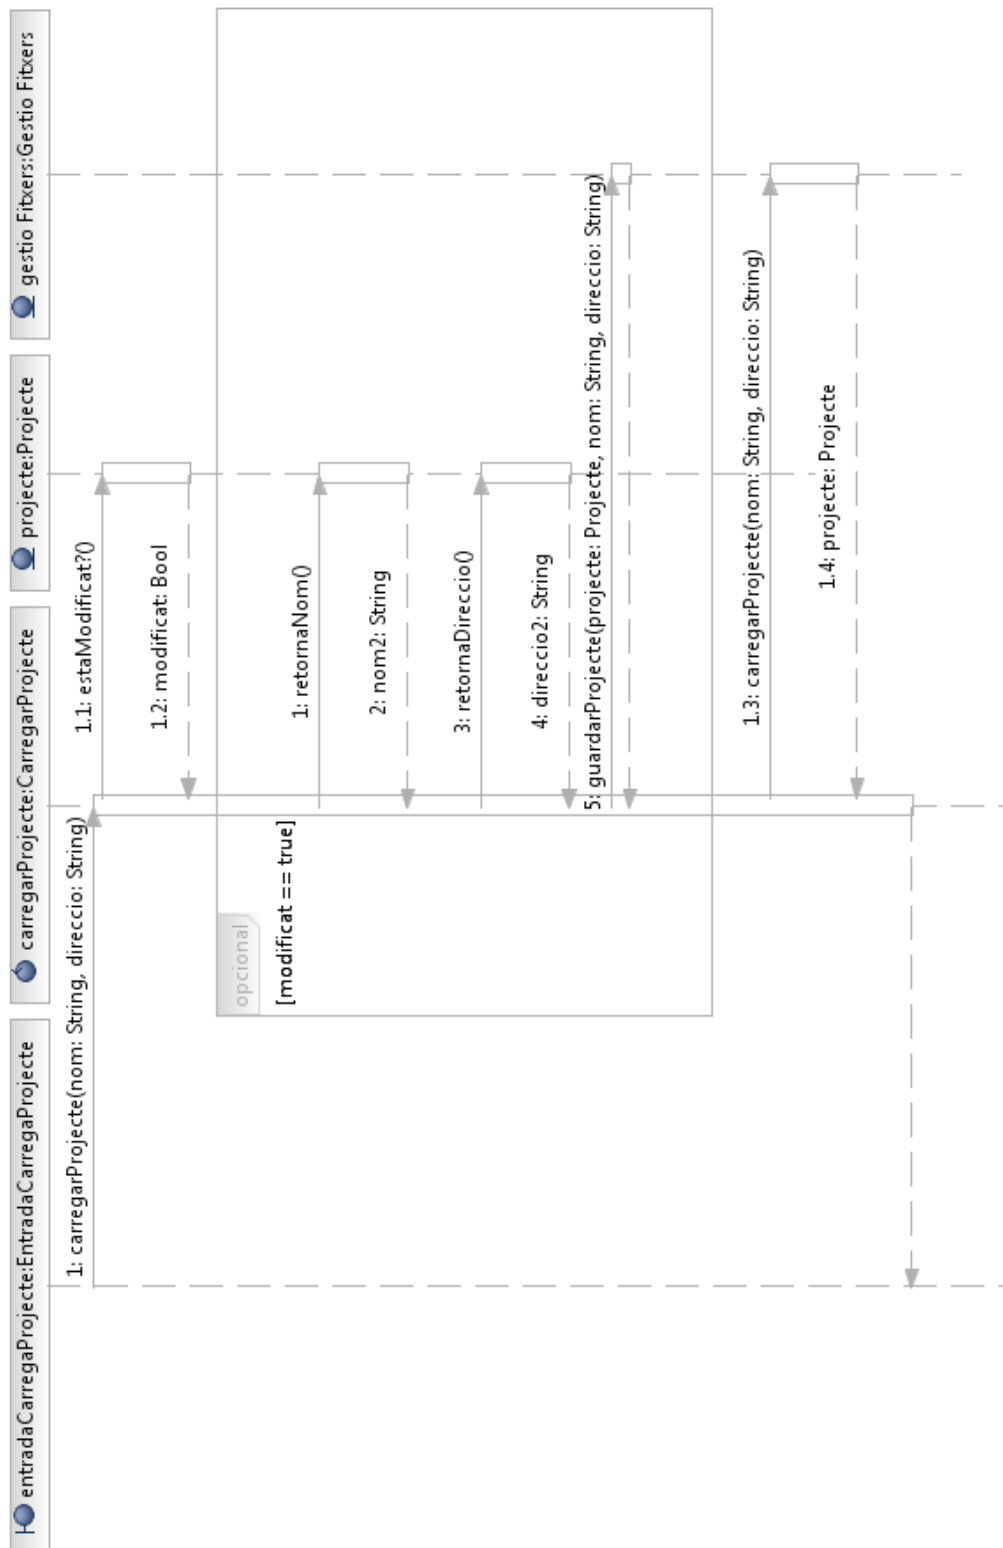 entradaCarregaProjecte:EntradaCarregaProjecte
carregarProjecte:CarregarProjecte
projecte:Projecte
gestio Fitxers:Gestio Fitxers
1: carregarProjecte(nom: String, direccio: String)
1.1: estaModificat?()
1.2: modificat: Bool
opcional
[modificat == true]
1: retornaNom()
2: nom2: String
3: retornaDireccio()
4: direccio2: String
5: guardarProjecte(projecte: Projecte, nom: String, direccio: String)
1.3: carregarProjecte(nom: String, direccio: String)
1.4: projecte: Projecte